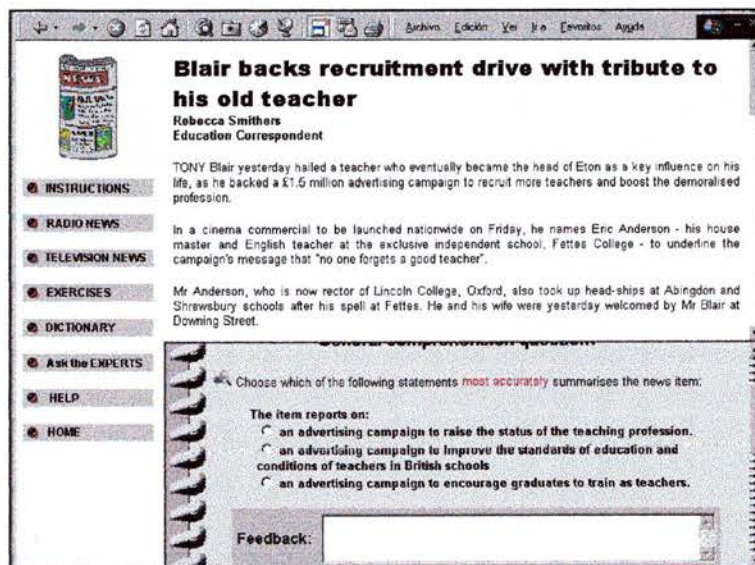 Archivo Edición Ver Ir a Favoritos Ayuda
NEWS
Blair backs recruitment drive with tribute to
his old teacher
Rebecca Smithers
Education Correspondent
TONY Blair yesterday hailed a teacher who eventually became the head of Eton as a key influence on his
life, as he backed a £1.5 million advertising campaign to recruit more teachers and boost the demoralised
profession.
In a cinema commercial to be launched nationwide on Friday, he names Eric Anderson - his house
master and English teacher at the exclusive independent school, Fettes College - to underline the
campaign's message that "no one forgets a good teacher".
Mr Anderson, who is now rector of Lincoln College, Oxford, also took up head-ships at Abingdon and
Shrewsbury schools after his spell at Fettes. He and his wife were yesterday welcomed by Mr Blair at
Downing Street.
INSTRUCTIONS
RADIO NEWS
TELEVISION NEWS
EXERCISES
DICTIONARY
Ask the EXPERTS
HELP
HOME
General comprehension question
Choose which of the following statements most accurately summarises the news item:
The item reports on:
an advertising campaign to raise the status of the teaching profession.
an advertising campaign to improve the standards of education and
conditions of teachers in British schools
an advertising campaign to encourage graduates to train as teachers.
Feedback: